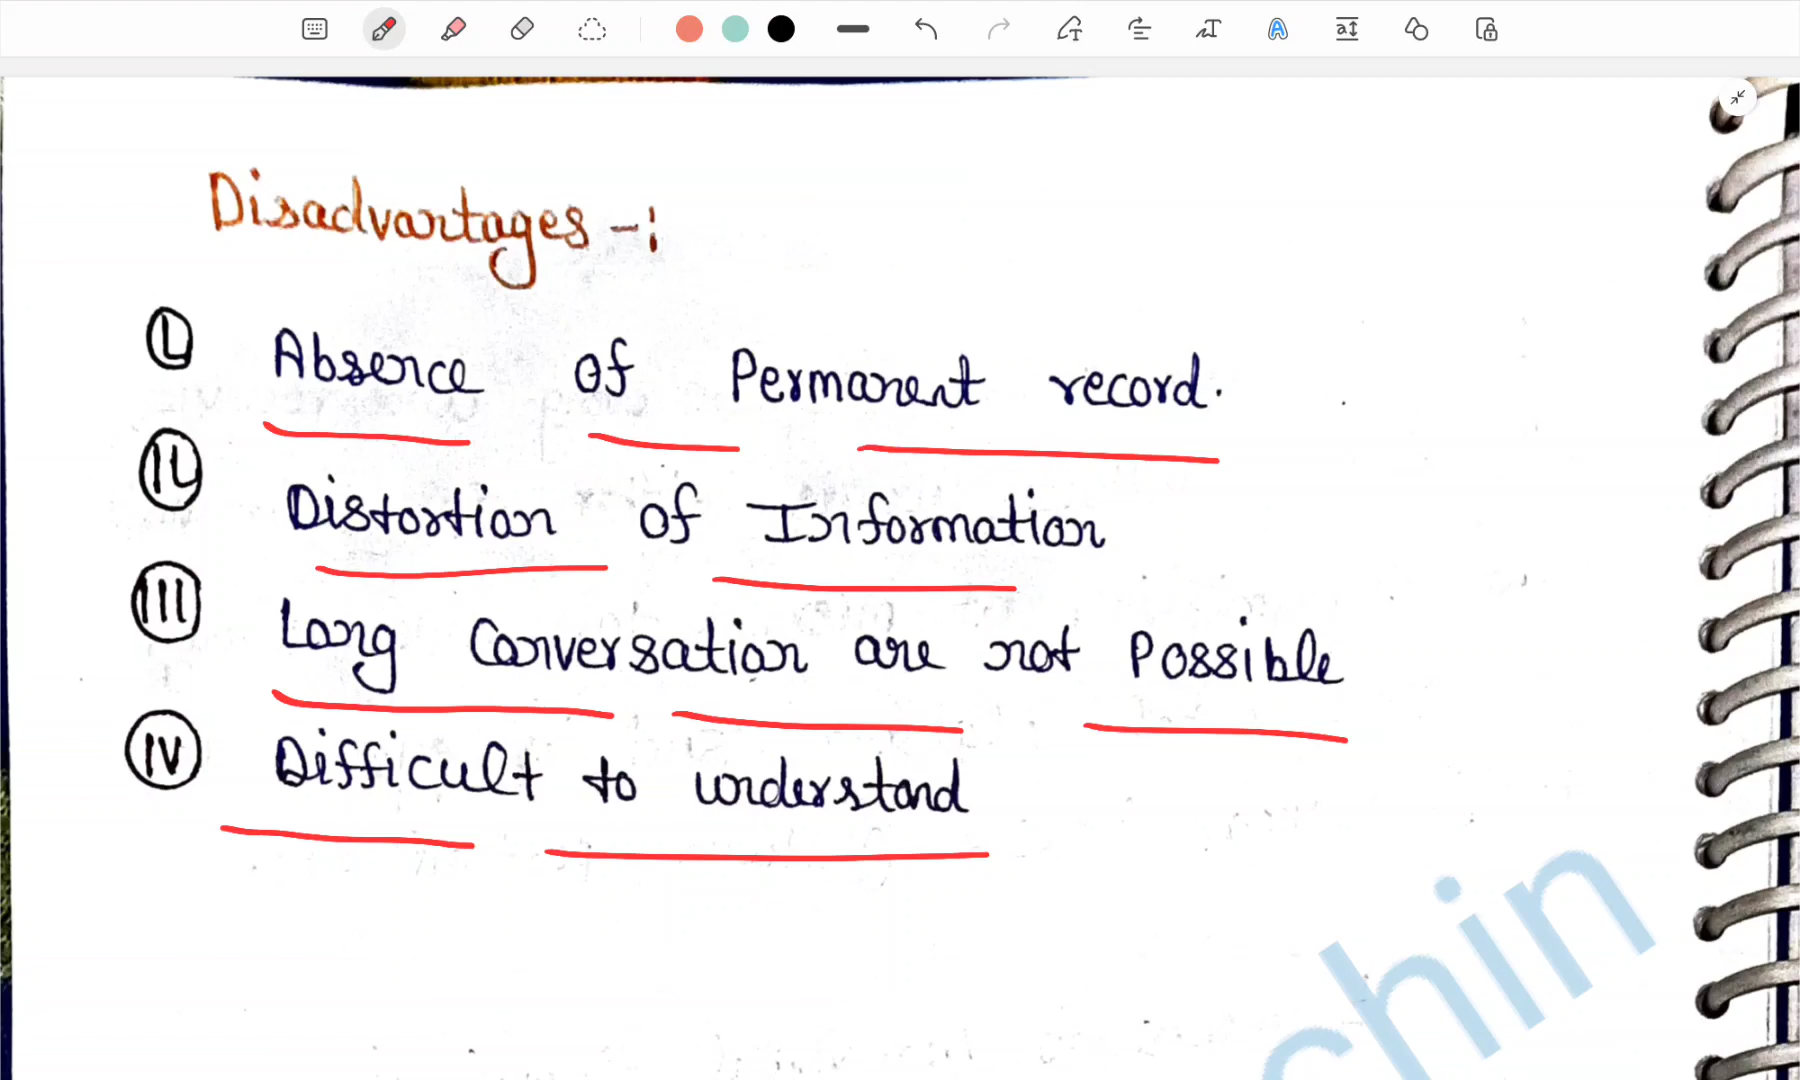 Disadvantages -:
I Absence of Permanent record.
II Distortion of Information
III Long Conversation are not Possible
IV Difficult to understand
chin